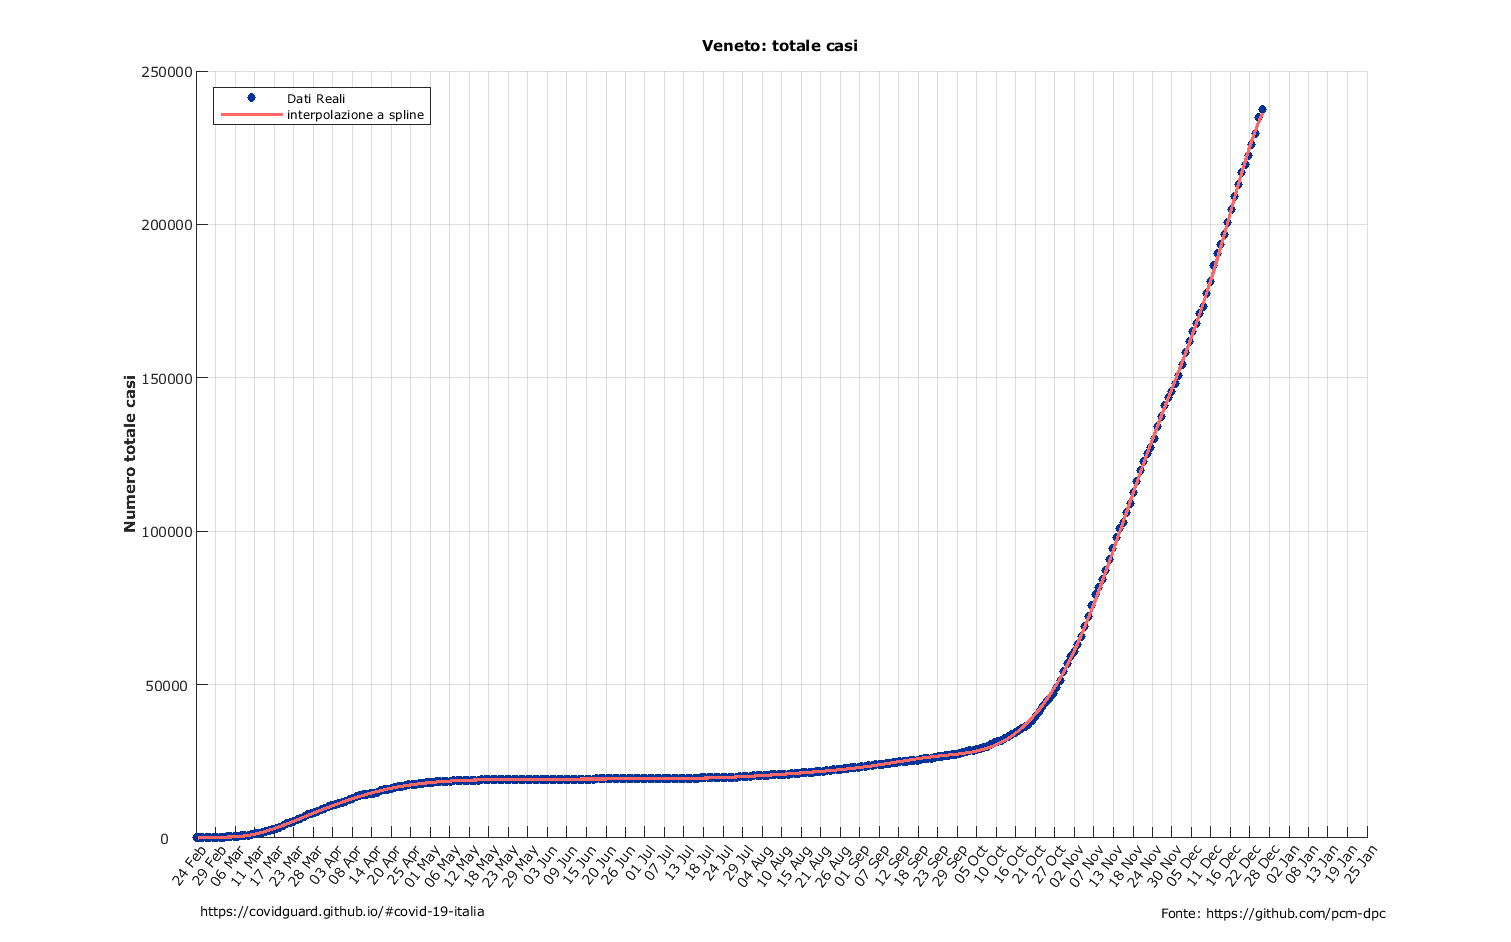 Veneto: totale casi
250000
200000
150000
100000
50000
0
Dati Reali
interpolazione a spline
Numero totale casi
24 Feb
29 Feb
06 Mar
11 Mar
17 Mar
23 Mar
28 Mar
03 Apr
08 Apr
14 Apr
20 Apr
25 Apr
01 May
06 May
12 May
18 May
23 May
29 May
03 Jun
09 Jun
15 Jun
20 Jun
26 Jun
01 Jul
07 Jul
13 Jul
18 Jul
24 Jul
29 Jul
04 Aug
10 Aug
15 Aug
21 Aug
26 Aug
01 Sep
07 Sep
12 Sep
18 Sep
23 Sep
29 Sep
05 Oct
10 Oct
16 Oct
21 Oct
27 Oct
02 Nov
07 Nov
13 Nov
18 Nov
24 Nov
30 Nov
05 Dec
11 Dec
16 Dec
22 Dec
28 Dec
02 Jan
08 Jan
13 Jan
19 Jan
25 Jan
https://covidguard.github.io/#covid-19-italia
Fonte: https://github.com/pcm-dpc